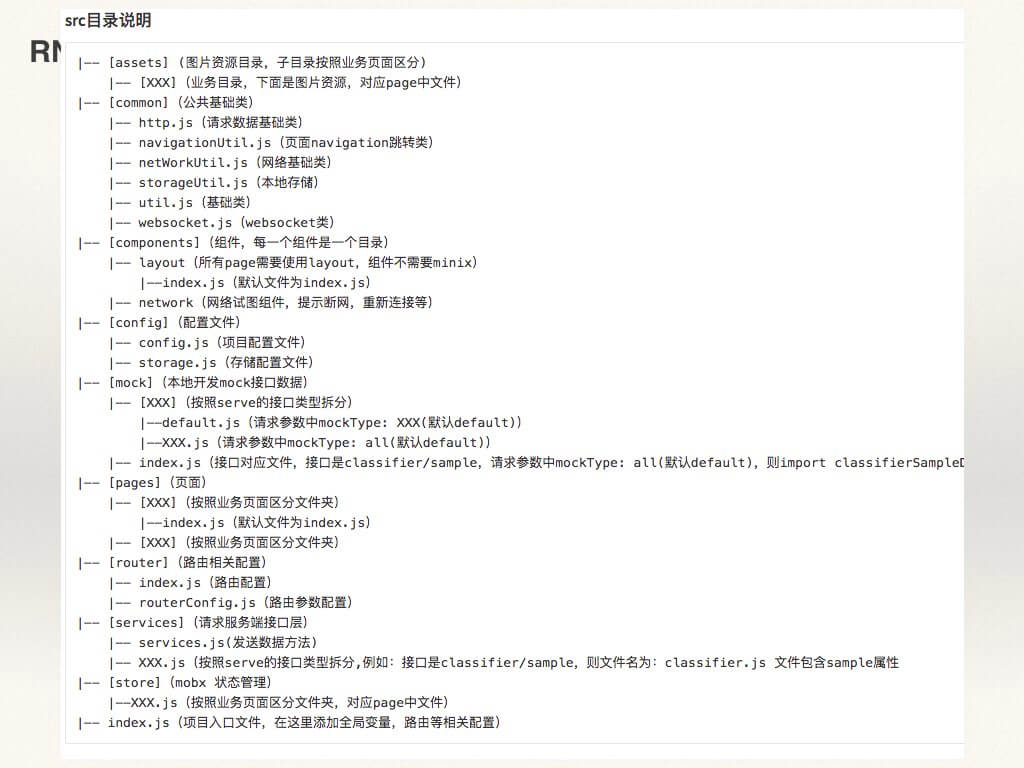 src目录说明
RN
|—— [assets] (图片资源目录，子目录按照业务页面区分)
|—— [XXX]（业务目录，下面是图片资源，对应page中文件）
|—— [common]（公共基础类）
|—— http.js（请求数据基础类）
|—— navigationUtil.js（页面navigation跳转类）
|—— netWorkUtil.js（网络基础类）
|—— storageUtil.js（本地存储）
|—— util.js（基础类）
|—— websocket.js（websocket类）
|—— [components]（组件，每一个组件是一个目录）
|—— layout（所有page需要使用layout，组件不需要minix）
|——index.js（默认文件为index.js）
|—— network（网络试图组件，提示断网，重新连接等）
|—— [config]（配置文件）
|—— config.js（项目配置文件）
|—— storage.js（存储配置文件）
|—— [mock]（本地开发mock接口数据）
|—— [XXX]（按照serve的接口类型拆分）
|——default.js（请求参数中mockType: XXX(默认default)）
|——XXX.js（请求参数中mockType: all(默认default)）
|—— index.js（接口对应文件，接口是classifier/sample，请求参数中mockType: all(默认default)，则import classifierSampleD
|—— [pages]（页面）
|—— [XXX]（按照业务页面区分文件夹）
|——index.js（默认文件为index.js）
|—— [XXX]（按照业务页面区分文件夹）
|—— [router]（路由相关配置）
|—— index.js（路由配置）
|—— routerConfig.js（路由参数配置）
|—— [services]（请求服务端接口层）
|—— services.js(发送数据方法)
|—— XXX.js（按照serve的接口类型拆分,例如：接口是classifier/sample，则文件名为：classifier.js 文件包含sample属性
|—— [store]（mobx 状态管理）
|——XXX.js（按照业务页面区分文件夹，对应page中文件）
|—— index.js（项目入口文件，在这里添加全局变量，路由等相关配置）